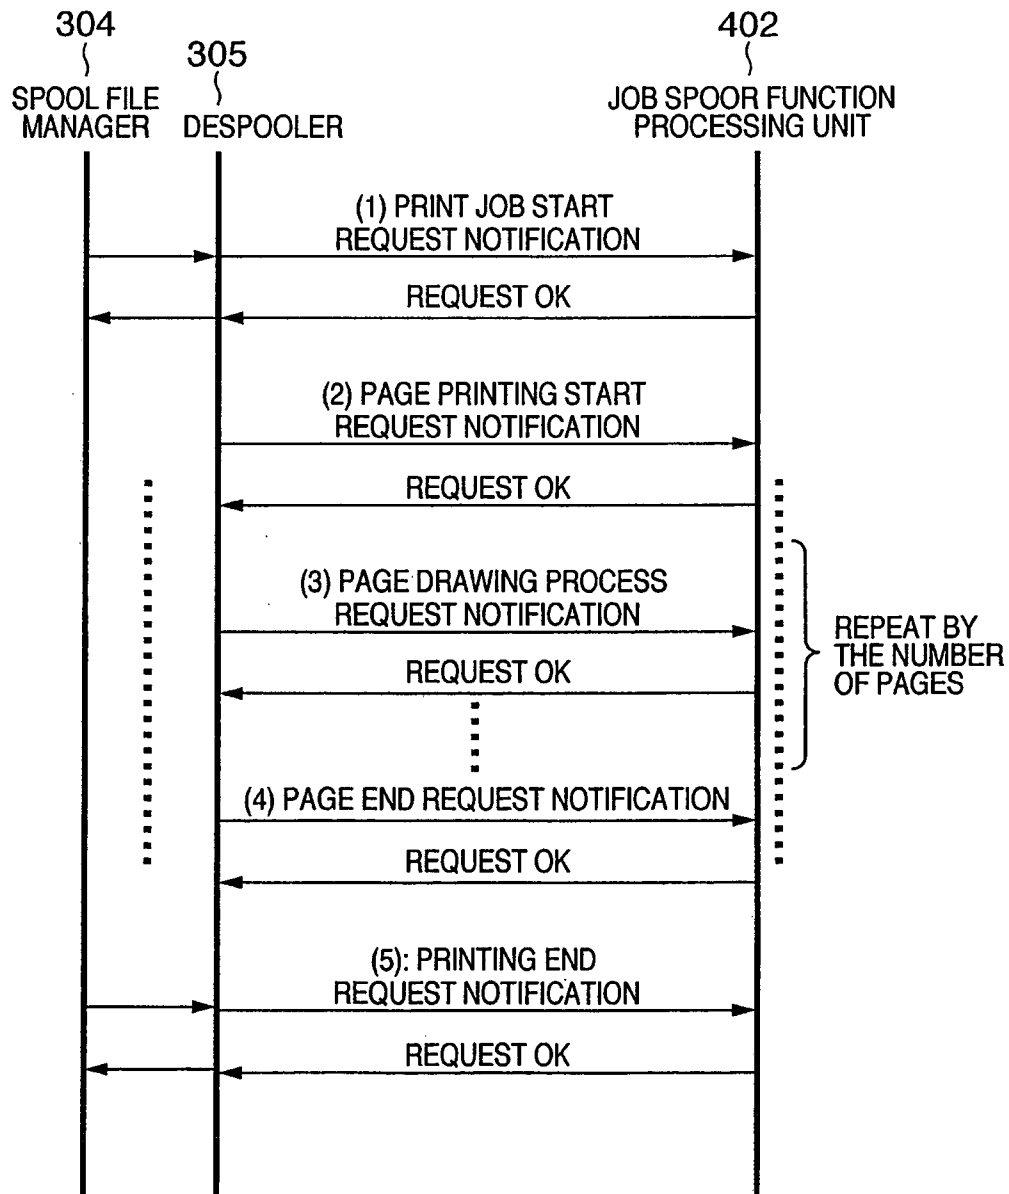 304
305
402
SPOOL FILE
MANAGER
DESPOOLER
JOB SPOOR FUNCTION
PROCESSING UNIT
(1) PRINT JOB START
REQUEST NOTIFICATION
REQUEST OK
(2) PAGE PRINTING START
REQUEST NOTIFICATION
REQUEST OK
(3) PAGE DRAWING PROCESS
REQUEST NOTIFICATION
REQUEST OK
REPEAT BY
THE NUMBER
OF PAGES
(4) PAGE END REQUEST NOTIFICATION
REQUEST OK
(5): PRINTING END
REQUEST NOTIFICATION
REQUEST OK